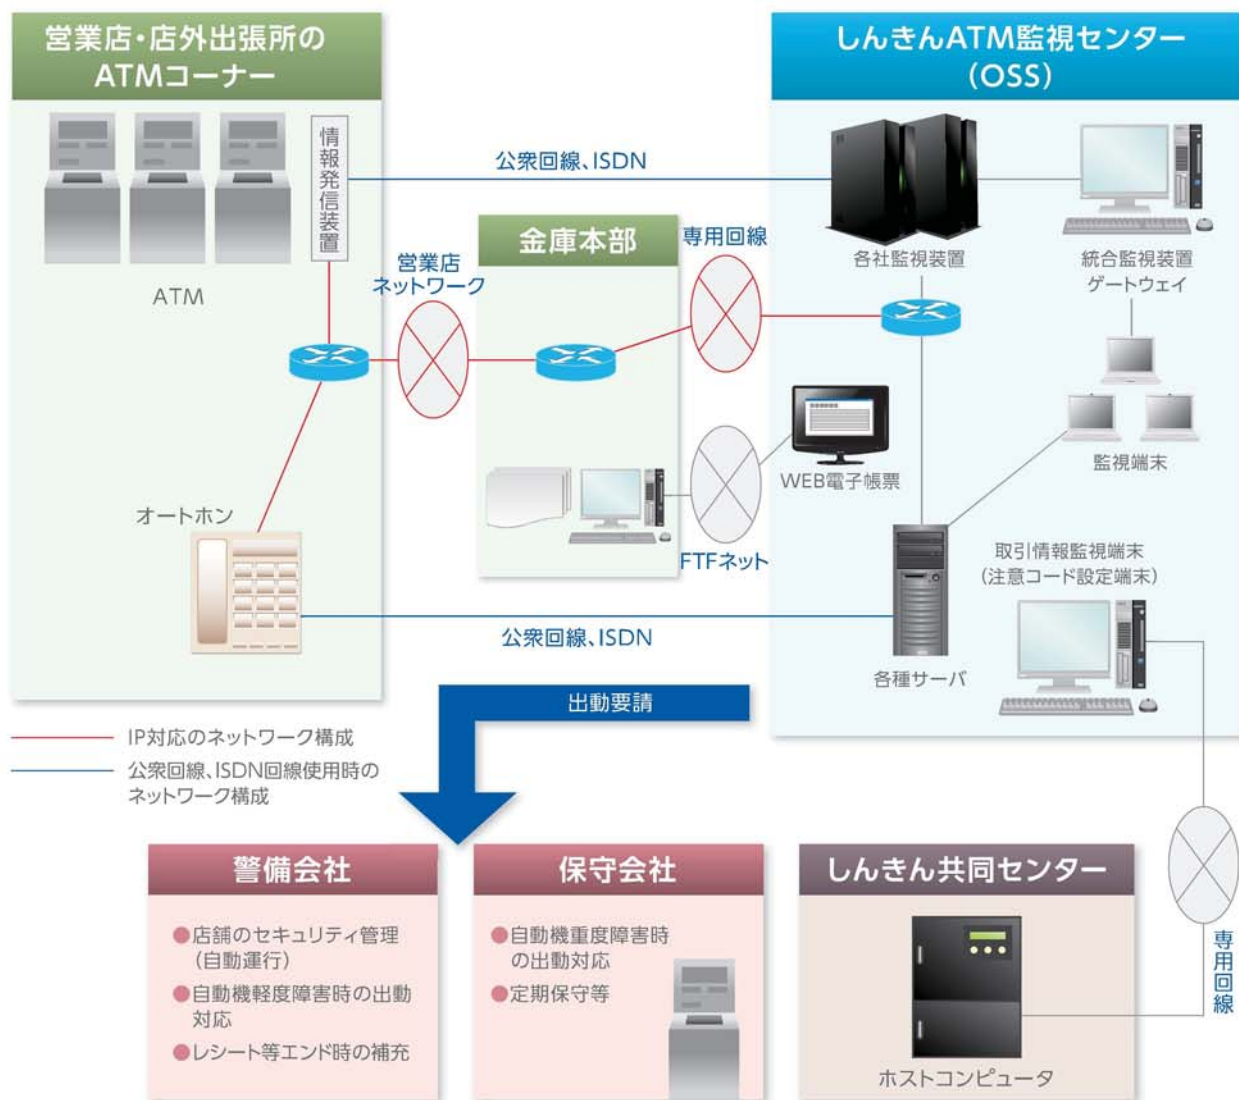 営業店・店外出張所の
ATMコーナー
ATM
情報発信装置
オートホン
公衆回線、ISDN
営業店
ネットワーク
金庫本部
専用回線
WEB電子帳票
FTFネット
公衆回線、ISDN
しんきんATM監視センター
(OSS)
各社監視装置
統合監視装置
ゲートウェイ
監視端末
各種サーバ
取引情報監視端末
(注意コード設定端末)
出動要請
IP対応のネットワーク構成
公衆回線、ISDN回線使用時の
ネットワーク構成
警備会社
●店舗のセキュリティ管理
(自動運行)
●自動機軽度障害時の出動
対応
●レシート等エンド時の補充
保守会社
●自動機重度障害時
の出動対応
●定期保守等
しんきん共同センター
ホストコンピュータ
専用回線